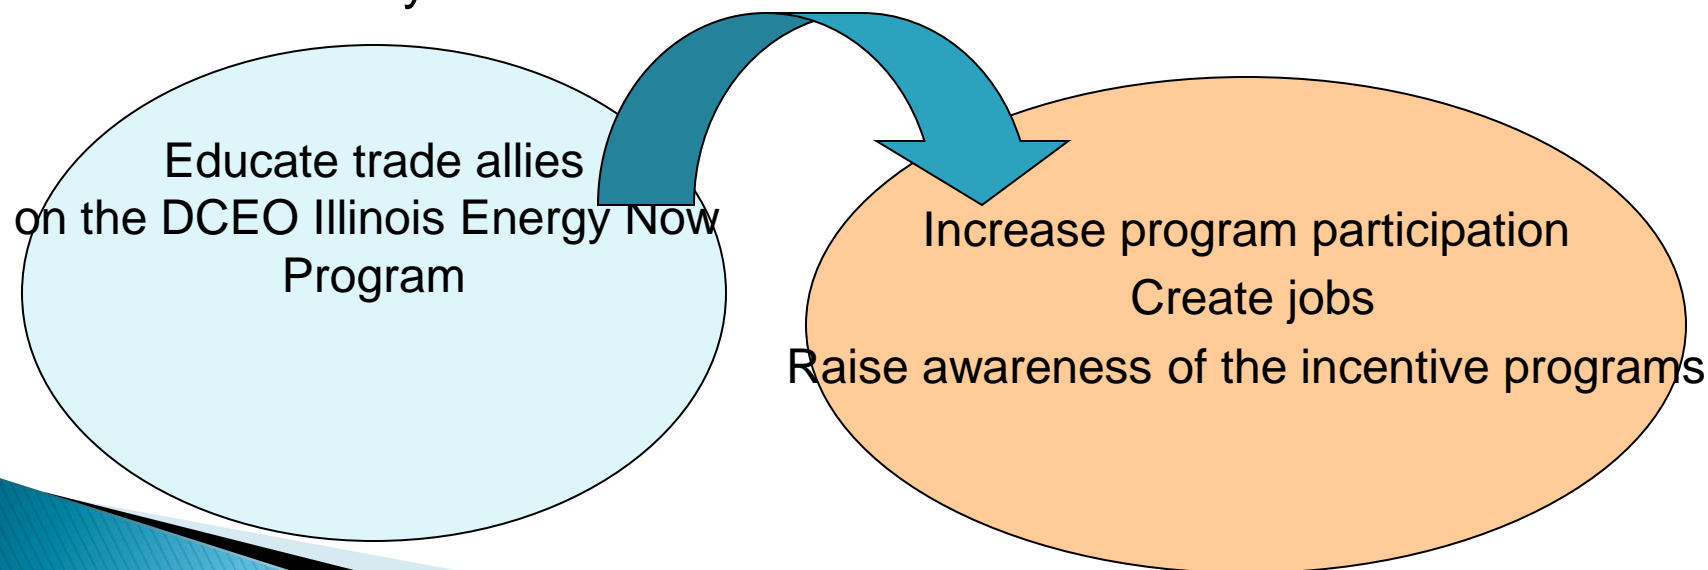 Educate trade allies
on the DCEO Illinois Energy Now
Program
Increase program participation
Create jobs
Raise awareness of the incentive programs